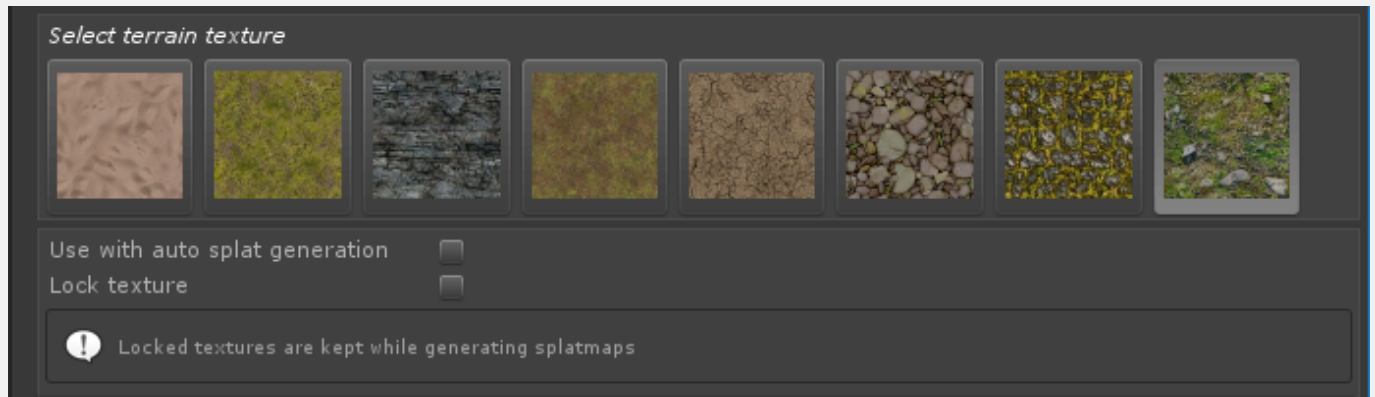 Select terrain texture
Use with auto splat generation
Lock texture
Locked textures are kept while generating splatmaps